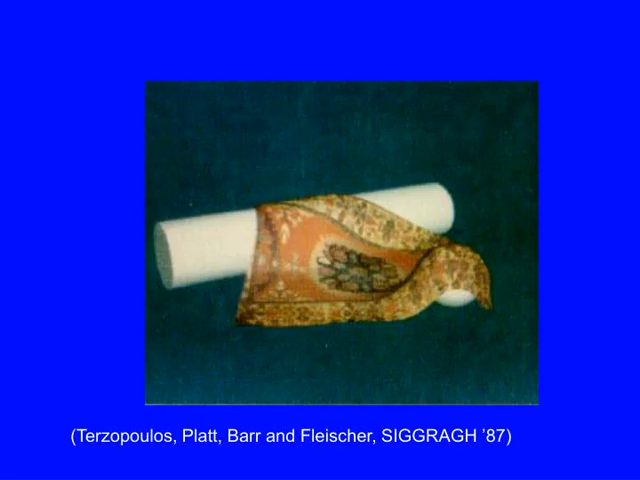 (Terzopoulos, Platt, Barr and Fleischer, SIGGRAGH ’87)